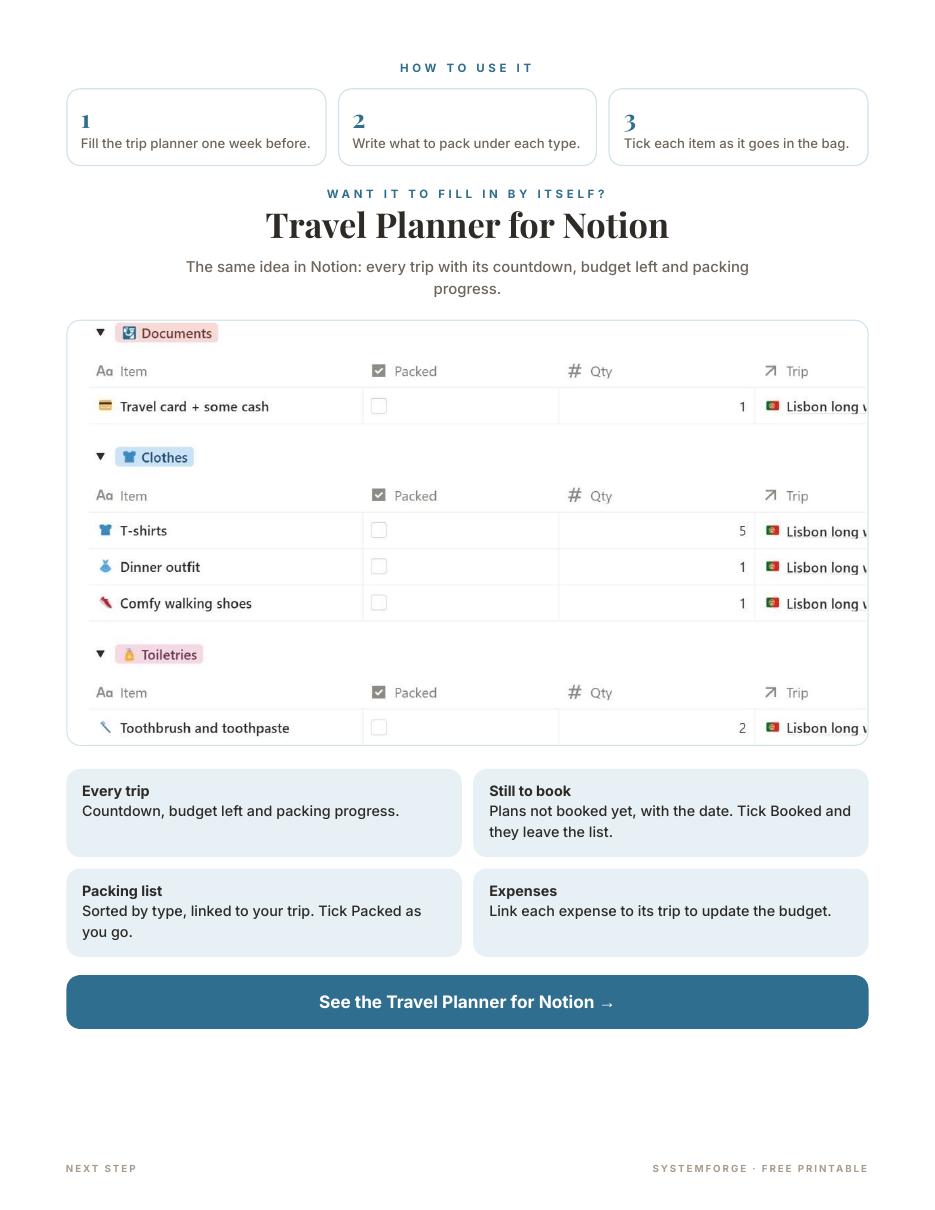 HOW TO USE IT
1
Fill the trip planner one week before.
2
Write what to pack under each type.
3
Tick each item as it goes in the bag.
WANT IT TO FILL IN BY ITSELF?
Travel Planner for Notion
The same idea in Notion: every trip with its countdown, budget left and packing
progress.
Documents
Aa Item Packed # Qty Trip
Travel card + some cash 1 Lisbon long
Clothes
Aa Item Packed # Qty Trip
T-shirts 5 Lisbon long
Dinner outfit 1 Lisbon long
Comfy walking shoes 1 Lisbon long
Toiletries
Aa Item Packed # Qty Trip
Toothbrush and toothpaste 2 Lisbon long
Every trip
Countdown, budget left and packing progress.
Still to book
Plans not booked yet, with the date. Tick Booked and
they leave the list.
Packing list
Sorted by type, linked to your trip. Tick Packed as
you go.
Expenses
Link each expense to its trip to update the budget.
See the Travel Planner for Notion →
NEXT STEP
SYSTEMFORGE · FREE PRINTABLE